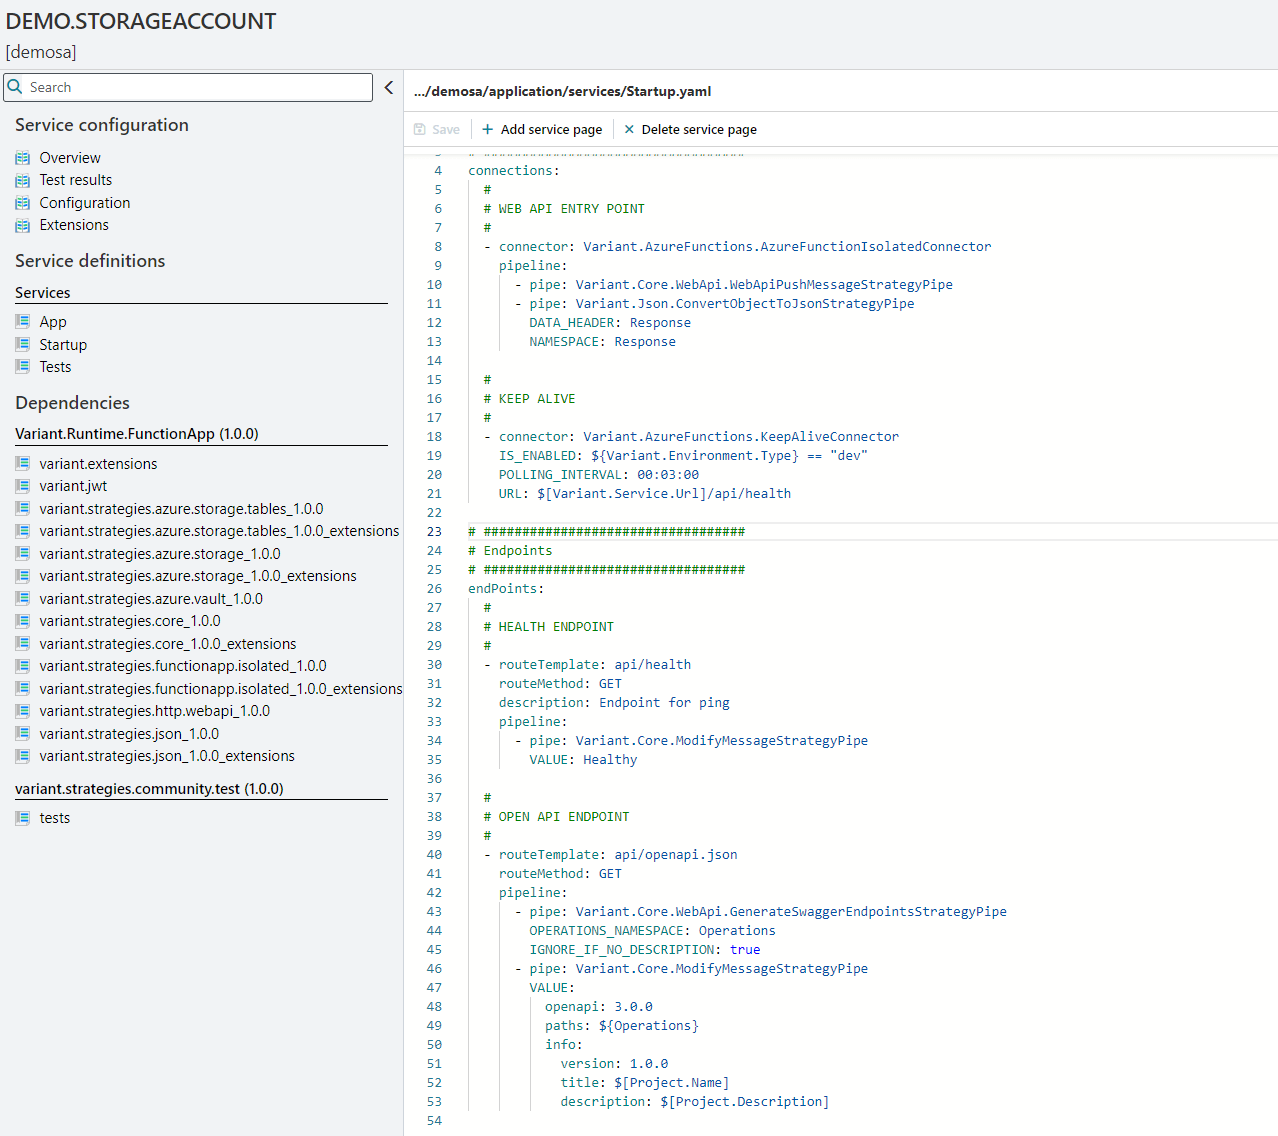 DEMO.STORAGEACCOUNT
[demosa]
Search
Service configuration
Overview
Test results
Configuration
Extensions
Service definitions
Services
App
Startup
Tests
Dependencies
Variant.Runtime.FunctionApp (1.0.0)
variant.extensions
variant.jwt
variant.strategies.azure.storage.tables_1.0.0
variant.strategies.azure.storage.tables_1.0.0_extensions
variant.strategies.azure.storage_1.0.0
variant.strategies.azure.storage_1.0.0_extensions
variant.strategies.azure.vault_1.0.0
variant.strategies.core_1.0.0
variant.strategies.core_1.0.0_extensions
variant.strategies.functionapp.isolated_1.0.0
variant.strategies.functionapp.isolated_1.0.0_extensions
variant.strategies.http.webapi_1.0.0
variant.strategies.json_1.0.0
variant.strategies.json_1.0.0_extensions
variant.strategies.community.test (1.0.0)
tests
.../demosa/application/services/Startup.yaml
Save + Add service page × Delete service page
4 connections:
5   #
6   # WEB API ENTRY POINT
7   #
8   - connector: Variant.AzureFunctions.AzureFunctionIsolatedConnector
9     pipeline:
10       - pipe: Variant.Core.WebApi.WebApiPushMessageStrategyPipe
11       - pipe: Variant.Json.ConvertObjectToJsonStrategyPipe
12         DATA_HEADER: Response
13         NAMESPACE: Response
14
15   #
16   # KEEP ALIVE
17   #
18   - connector: Variant.AzureFunctions.KeepAliveConnector
19     IS_ENABLED: ${Variant.Environment.Type} == "dev"
20     POLLING_INTERVAL: 00:03:00
21     URL: $[Variant.Service.Url]/api/health
22
23 # ##################################
24 # Endpoints
25 # ##################################
26 endPoints:
27   #
28   # HEALTH ENDPOINT
29   #
30   - routeTemplate: api/health
31     routeMethod: GET
32     description: Endpoint for ping
33     pipeline:
34       - pipe: Variant.Core.ModifyMessageStrategyPipe
35         VALUE: Healthy
36
37   #
38   # OPEN API ENDPOINT
39   #
40   - routeTemplate: api/openapi.json
41     routeMethod: GET
42     pipeline:
43       - pipe: Variant.Core.WebApi.GenerateSwaggerEndpointsStrategyPipe
44         OPERATIONS_NAMESPACE: Operations
45         IGNORE_IF_NO_DESCRIPTION: true
46       - pipe: Variant.Core.ModifyMessageStrategyPipe
47         VALUE:
48           openapi: 3.0.0
49           paths: ${Operations}
50           info:
51             version: 1.0.0
52             title: $[Project.Name]
53             description: $[Project.Description]
54